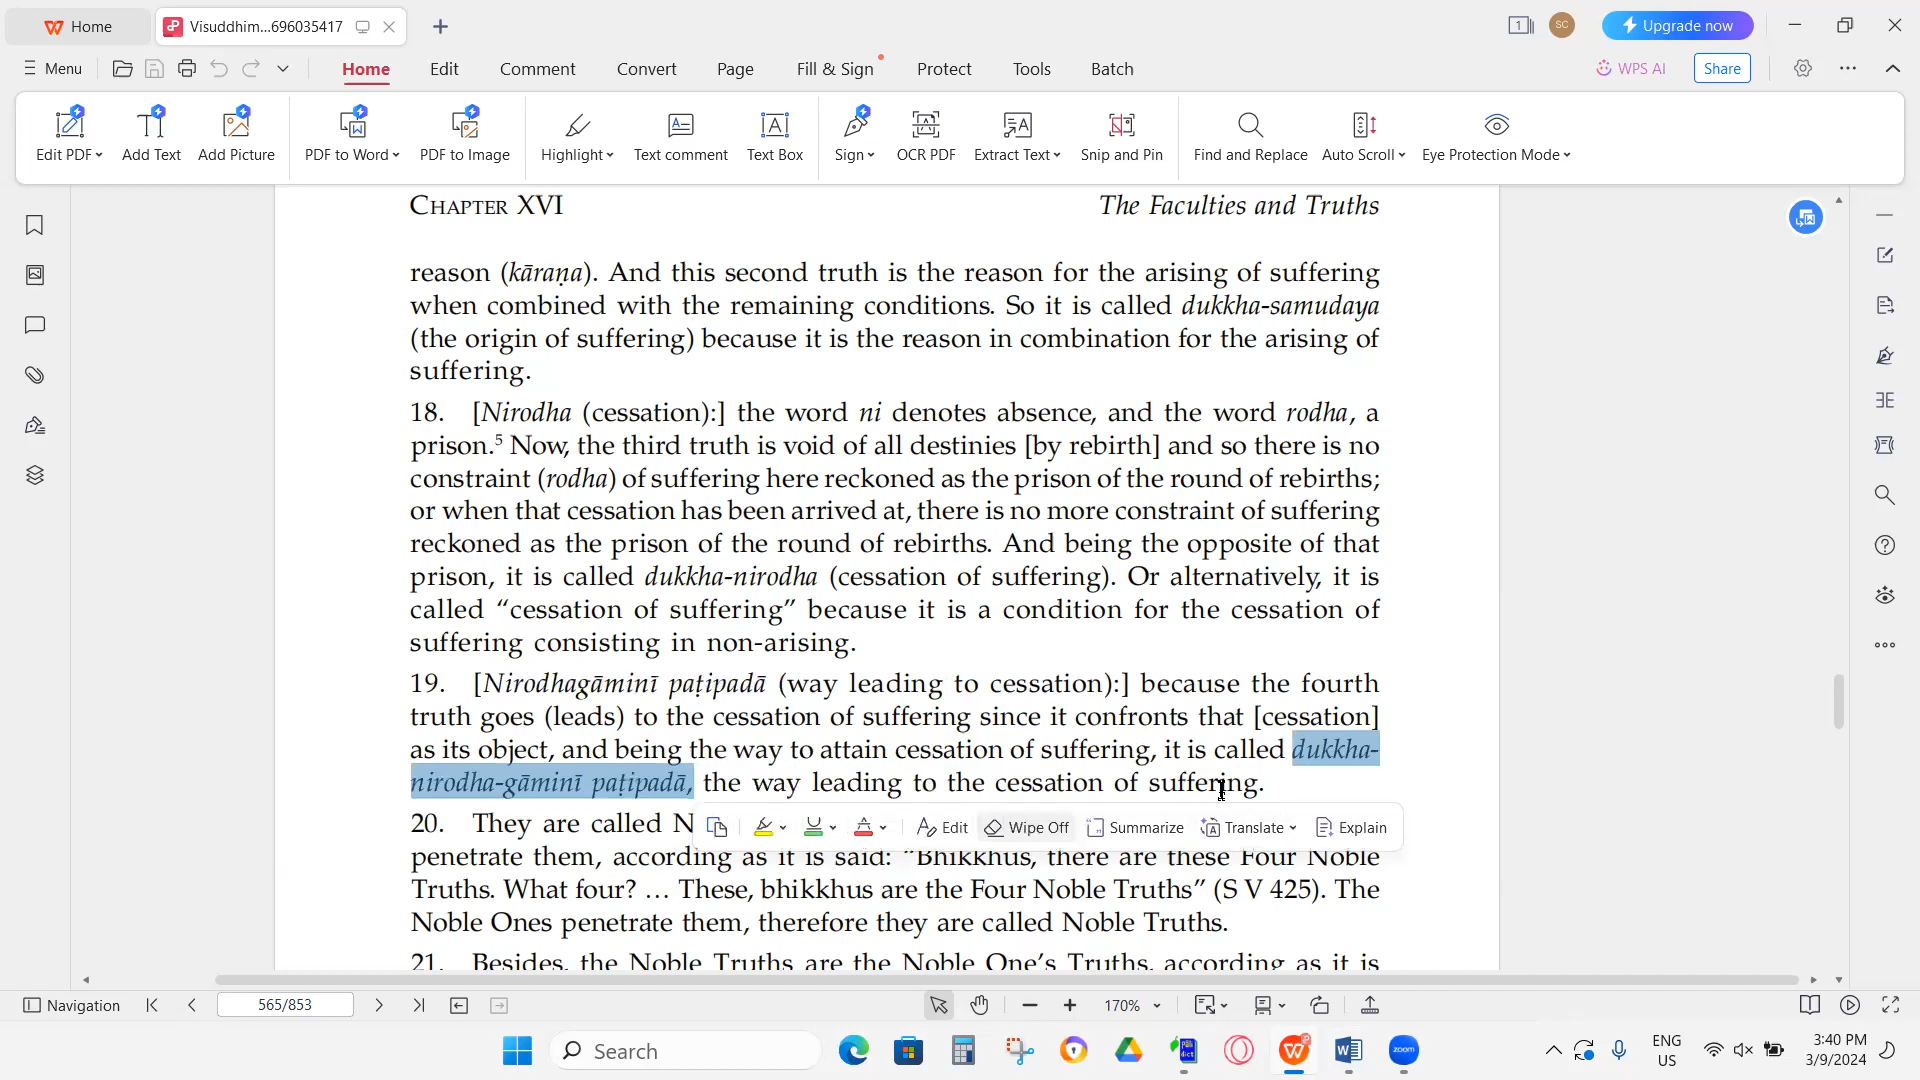 Home
Visuddhim...696035417
1
SC
Upgrade now
Menu
Home
Edit
Comment
Convert
Page
Fill & Sign
Protect
Tools
Batch
WPS AI
Share
Edit PDF
Add Text
Add Picture
PDF to Word
PDF to Image
Highlight
Text comment
Text Box
Sign
OCR PDF
Extract Text
Snip and Pin
Find and Replace
Auto Scroll
Eye Protection Mode
CHAPTER XVI The Faculties and Truths
reason (kāraṇa). And this second truth is the reason for the arising of suffering
when combined with the remaining conditions. So it is called dukkha-samudaya
(the origin of suffering) because it is the reason in combination for the arising of
suffering.
18. [Nirodha (cessation):] the word ni denotes absence, and the word rodha, a
prison.5 Now, the third truth is void of all destinies [by rebirth] and so there is no
constraint (rodha) of suffering here reckoned as the prison of the round of rebirths;
or when that cessation has been arrived at, there is no more constraint of suffering
reckoned as the prison of the round of rebirths. And being the opposite of that
prison, it is called dukkha-nirodha (cessation of suffering). Or alternatively, it is
called “cessation of suffering” because it is a condition for the cessation of
suffering consisting in non-arising.
19. [Nirodhagāminī paṭipadā (way leading to cessation):] because the fourth
truth goes (leads) to the cessation of suffering since it confronts that [cessation]
as its object, and being the way to attain cessation of suffering, it is called dukkha-
nirodha-gāminī paṭipadā, the way leading to the cessation of suffering.
20. They are called N
Edit
Wipe Off
Summarize
Translate
Explain
penetrate them, according as it is said: “Bhikkhus, there are these Four Noble
Truths. What four? … These, bhikkhus are the Four Noble Truths” (S V 425). The
Noble Ones penetrate them, therefore they are called Noble Truths.
21. Besides, the Noble Truths are the Noble One’s Truths, according as it is
Navigation
565/853
170%
Search
zoom
ENG
US
3:40 PM
3/9/2024